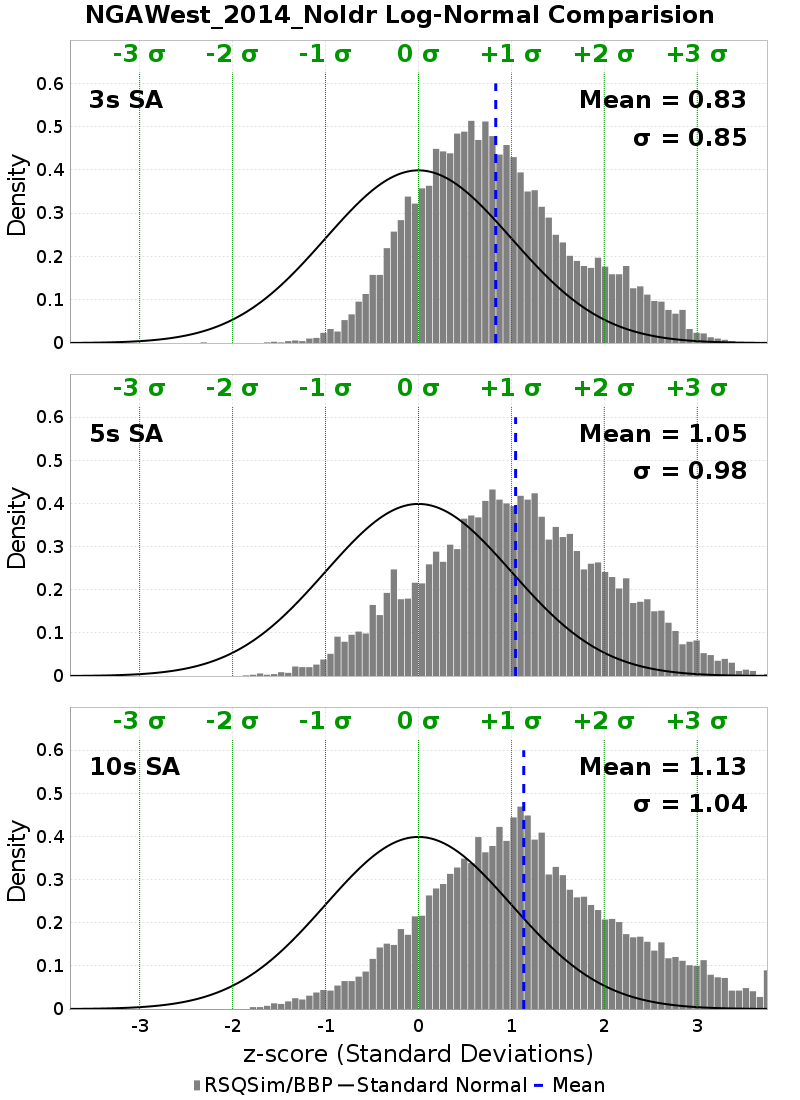 NGAWest_2014_NoIdr Log-Normal Comparision
-3 σ -2 σ -1 σ 0 σ +1 σ +2 σ +3 σ
0.6
3s SA Mean = 0.83
0.5
σ = 0.85
0.4
0.3
0.2
0.1
0
Density
-3 σ -2 σ -1 σ 0 σ +1 σ +2 σ +3 σ
0.6
5s SA Mean = 1.05
0.5
σ = 0.98
0.4
0.3
0.2
0.1
0
Density
-3 σ -2 σ -1 σ 0 σ +1 σ +2 σ +3 σ
0.6
10s SA Mean = 1.13
0.5
σ = 1.04
0.4
0.3
0.2
0.1
0
Density
-3 -2 -1 0 1 2 3
z-score (Standard Deviations)
RSQSim/BBP Standard Normal Mean